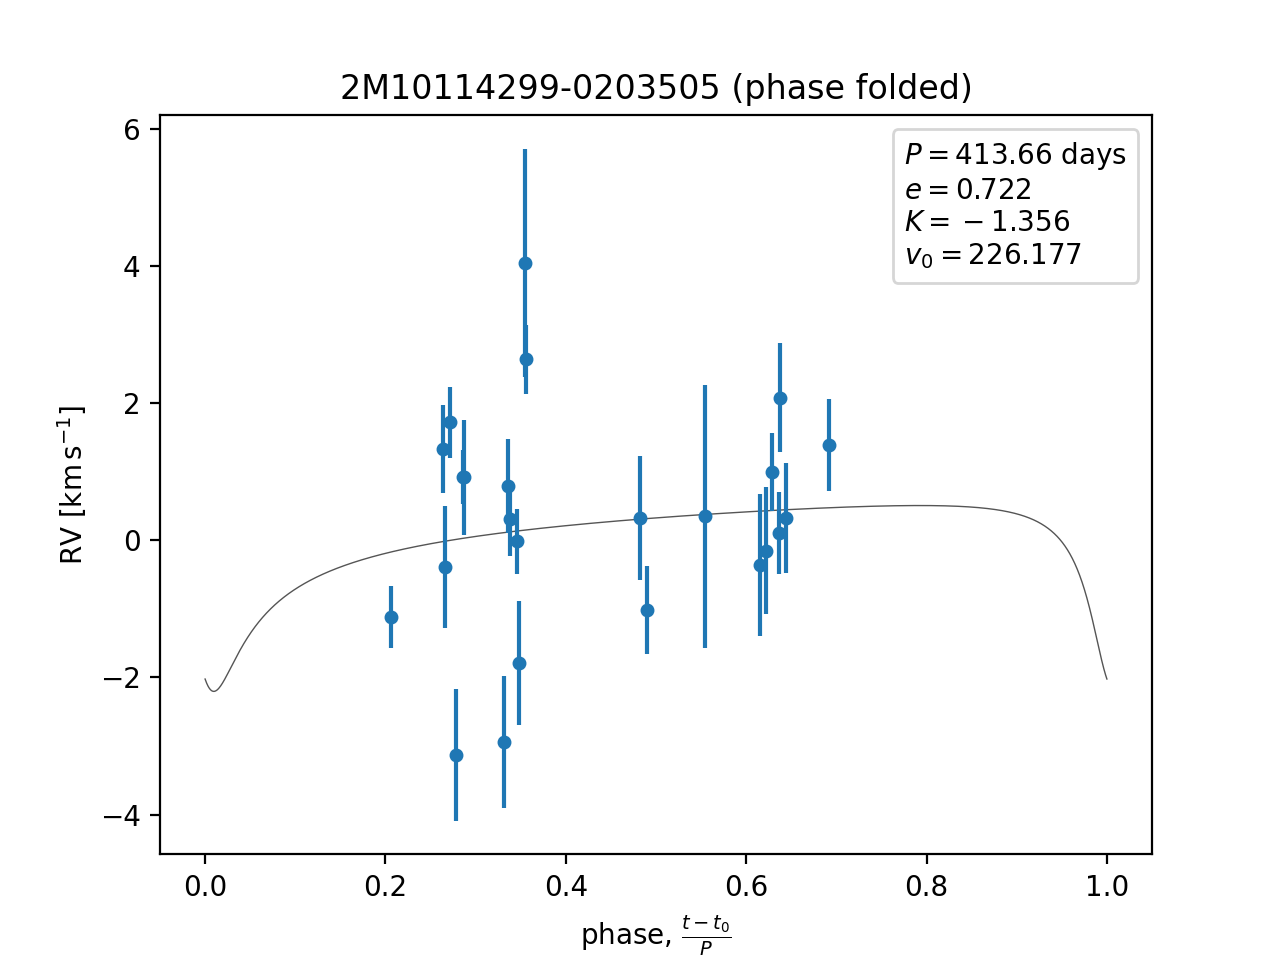 2M10114299-0203505 (phase folded)
P = 413.66 days
e = 0.722
K = −1.356
v₀ = 226.177
6
4
2
0
−2
−4
RV [km s⁻¹]
0.0 0.2 0.4 0.6 0.8 1.0
phase, (t − t₀)/P